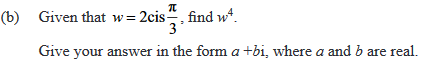 (b) Given that w = 2cis π/3, find w⁴.
Give your answer in the form a +bi, where a and b are real.